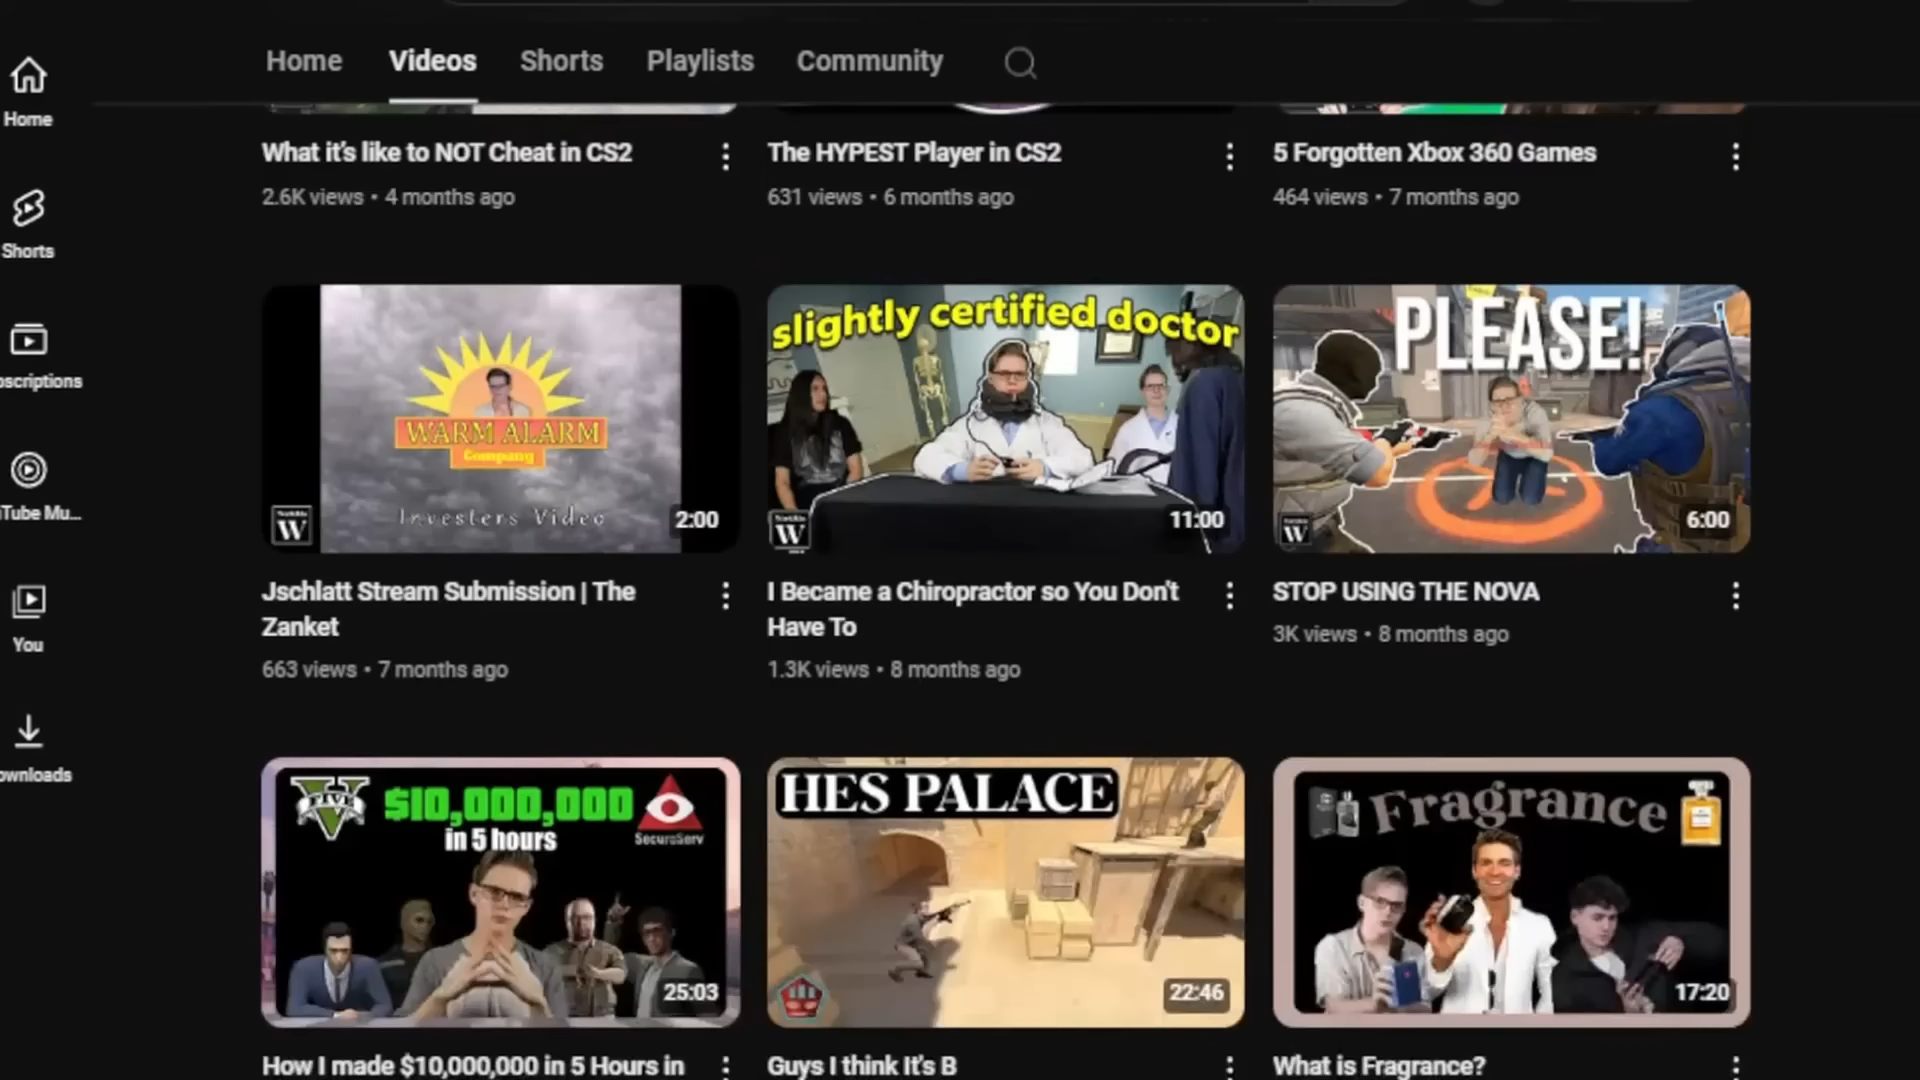 Home Videos Shorts Playlists Community
Home
What it's like to NOT Cheat in CS2
2.6K views • 4 months ago
The HYPEST Player in CS2
631 views • 6 months ago
5 Forgotten Xbox 360 Games
464 views • 7 months ago
Shorts
oscriptions
Tube Mu...
You
ownloads
WARM ALARM
Company
Investers Video
W
2:00
Jschlatt Stream Submission | The
Zanket
663 views • 7 months ago
slightly certified doctor
W
11:00
I Became a Chiropractor so You Don't
Have To
1.3K views • 8 months ago
PLEASE!
W
6:00
STOP USING THE NOVA
3K views • 8 months ago
V
FIVE
$10,000,000
in 5 hours
SecuroServ
25:03
How I made $10,000,000 in 5 Hours in
HES PALACE
22:46
Guys I think It's B
Fragrance
17:20
What is Fragrance?